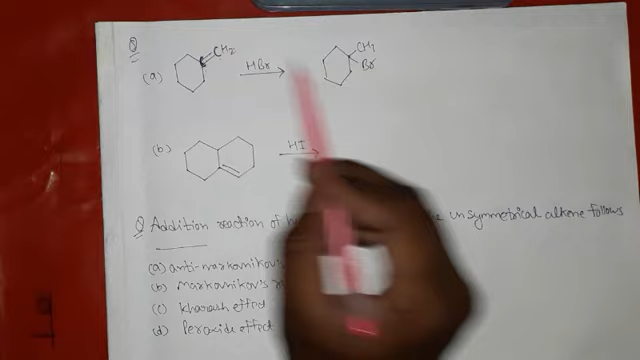 Q
(a) CH₂ HBr CH₃ Br
(b) HI
Q Addition reaction of unsymmetrical alkene follows
(a) anti-markovnikov's
(b) Markovnikov's
(c) Kharash effect
(d) Peroxide effect